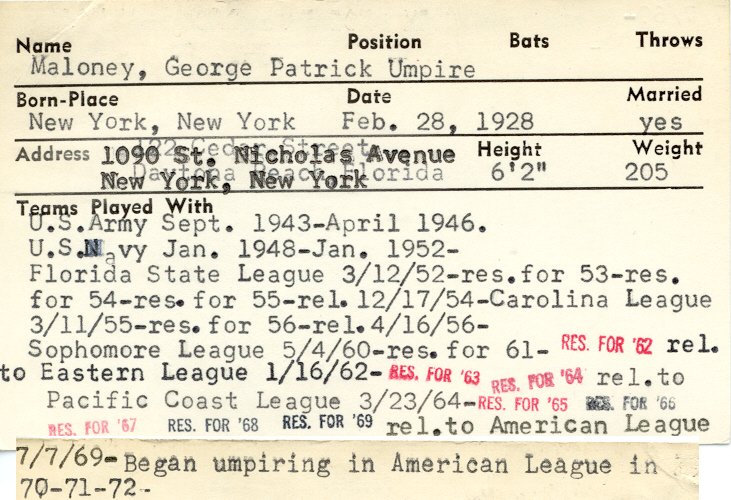 Name Position Bats Throws
Maloney, George Patrick Umpire
Born-Place Date Married
New York, New York Feb. 28, 1928 yes
Address 122 Cedar Street Height Weight
1090 St. Nicholas Avenue
Daytona Beach Florida 6'2" 205
New York, New York
Teams Played With
U.S.Army Sept. 1943-April 1946.
U.S.Navy Jan. 1948-Jan. 1952-
Florida State League 3/12/52-res.for 53-res.
for 54-res.for 55-rel.12/17/54-Carolina League
3/11/55-res.for 56-rel.4/16/56-
Sophomore League 5/4/60-res.for 61- RES. FOR '62 rel.
to Eastern League 1/16/62- RES. FOR '63 RES. FOR '64 rel.to
Pacific Coast League 3/23/64-RES. FOR '65 RES. FOR '66
RES. FOR '67 RES. FOR '68 RES. FOR '69 rel.to American League
7/7/69-Began umpiring in American League in
70-71-72-